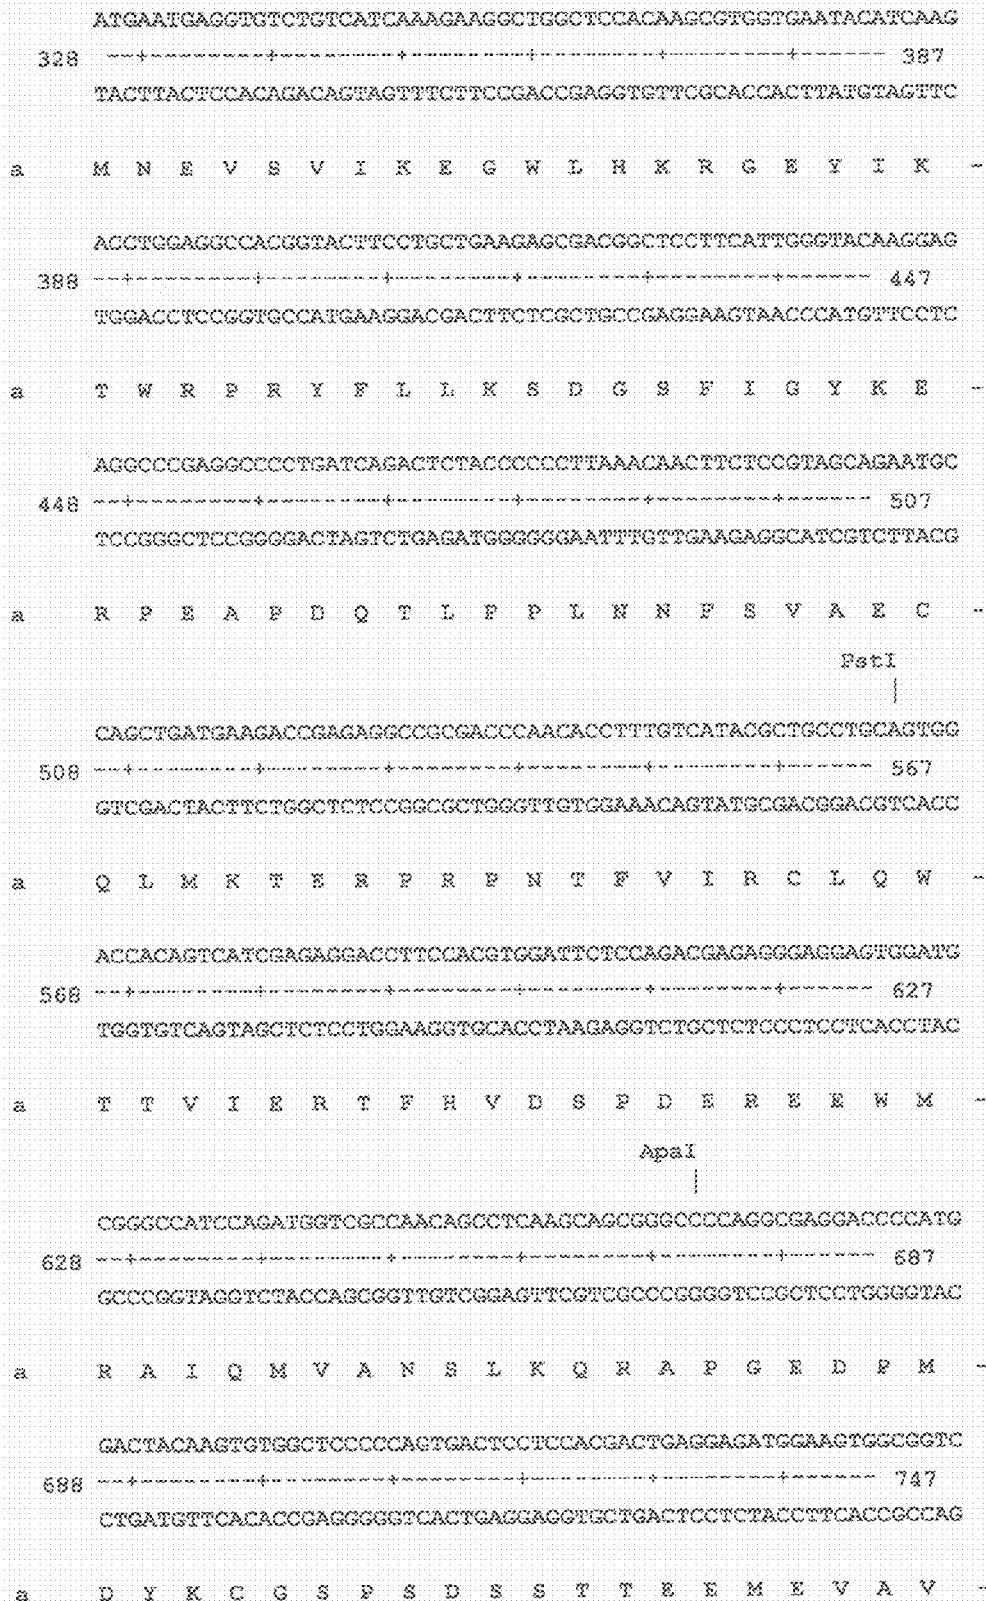 ATGAATGAGGTGTCTGTCATCAAAGAAGGCTGGCTCCACAAGCGTGGTGAATACATCAAG
328 --+---------+---------+---------+---------+---------+------- 387
TACTTACTCCACAGACAGTAGTTTCTTCCGACCGAGGTGTTCGCACCACTTATGTAGTTC
a M N E V S V I K E G W L H K R G E Y I K -
ACCTGGAGGCCACGGTACTTCCTGCTGAAGAGCGACGGCTCCTTCATTGGGTACAAGGAG
388 --+---------+---------+---------+---------+---------+------- 447
TGGACCTCCGGTGCCATGAAGGACGACTTCTCGCTGCCGAGGAAGTAACCCATGTTCCTC
a T W R P R Y F L L K S D G S F I G Y K E -
AGGCCCGAGGCCCCTGATCAGACTCTACCCCCCTTAAACAACTTCTCCGTAGCAGAATGC
448 --+---------+---------+---------+---------+---------+------- 507
TCCGGGCTCCGGGGACTAGTCTGAGATGGGGGGAATTTGTTGAAGAGGCATCGTCTTACG
a R P E A P D Q T L P P L N N F S V A E C -
PstI
|
CAGCTGATGAAGACCGAGAGGCCGCGACCCAACACCTTTGTCATACGCTGCCTGCAGTGG
508 --+---------+---------+---------+---------+---------+------- 567
GTCGACTACTTCTGGCTCTCCGGCGCTGGGTTGTGGAAACAGTATGCGACGGACGTCACC
a Q L M K T E R P R P N T F V I R C L Q W -
ACCACAGTCATCGAGAGGACCTTCCACGTGGATTCTCCAGACGAGAGGGAGGAGTGGATG
568 --+---------+---------+---------+---------+---------+------- 627
TGGTGTCAGTAGCTCTCCTGGAAGGTGCACCTAAGAGGTCTGCTCTCCCTCCTCACCTAC
a T T V I E R T F H V D S P D E R E E W M -
ApaI
|
CGGGCCATCCAGATGGTCGCCAACAGCCTCAAGCAGCGGGCCCCAGGCGAGGACCCCATG
628 --+---------+---------+---------+---------+---------+------- 687
GCCCGGTAGGTCTACCAGCGGTTGTCGGAGTTCGTCGCCCGGGGTCCGCTCCTGGGGTAC
a R A I Q M V A N S L K Q R A P G E D P M -
GACTACAAGTGTGGCTCCCCCAGTGACTCCTCCACGACTGAGGAGATGGAAGTGGCGGTC
688 --+---------+---------+---------+---------+---------+------- 747
CTGATGTTCACACCGAGGGGGTCACTGAGGAGGTGCTGACTCCTCTACCTTCACCGCCAG
a D Y K C G S P S D S S T T E E M E V A V -